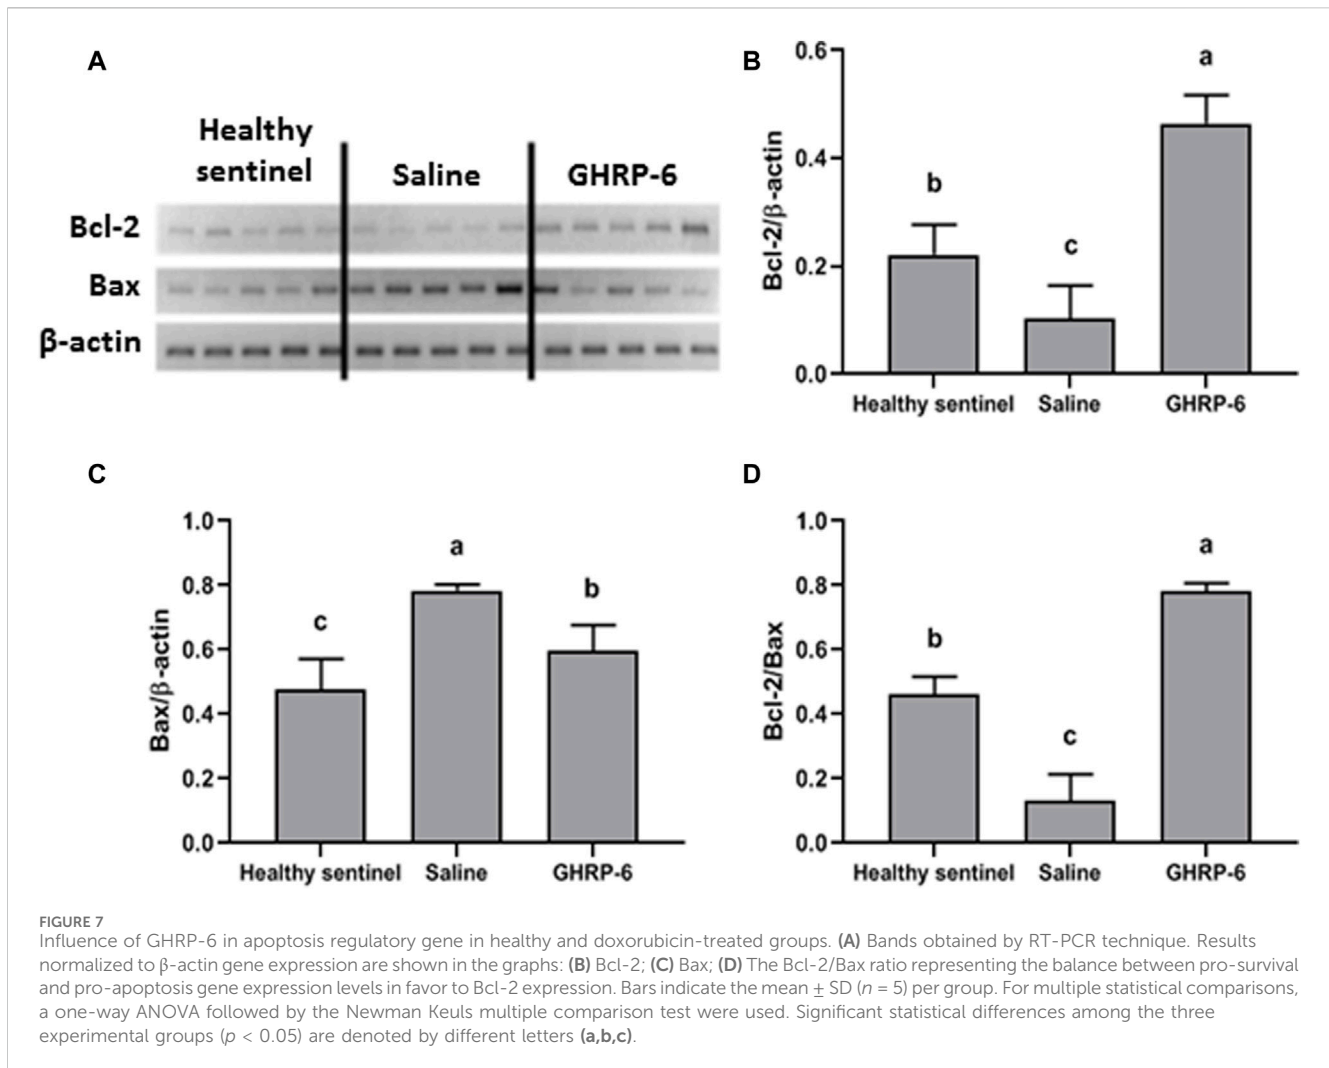 A
Healthy
sentinel
Saline
GHRP-6
Bcl-2
Bax
β-actin
B
Bcl-2/β-actin
0.6
0.4
0.2
0.0
b
c
a
Healthy sentinel
Saline
GHRP-6
C
Bax/β-actin
1.0
0.8
0.6
0.4
0.2
0.0
c
a
b
Healthy sentinel
Saline
GHRP-6
D
Bcl-2/Bax
1.0
0.8
0.6
0.4
0.2
0.0
b
c
a
Healthy sentinel
Saline
GHRP-6
FIGURE 7
Influence of GHRP-6 in apoptosis regulatory gene in healthy and doxorubicin-treated groups. (A) Bands obtained by RT-PCR technique. Results
normalized to β-actin gene expression are shown in the graphs: (B) Bcl-2; (C) Bax; (D) The Bcl-2/Bax ratio representing the balance between pro-survival
and pro-apoptosis gene expression levels in favor to Bcl-2 expression. Bars indicate the mean ± SD (n = 5) per group. For multiple statistical comparisons,
a one-way ANOVA followed by the Newman Keuls multiple comparison test were used. Significant statistical differences among the three
experimental groups (p < 0.05) are denoted by different letters (a,b,c).